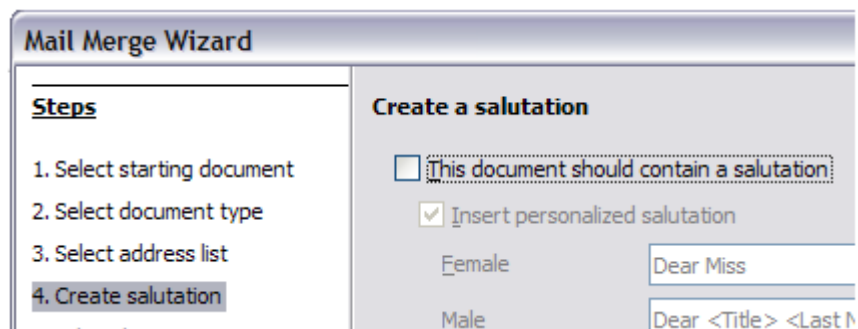 Mail Merge Wizard
Steps
1. Select starting document
2. Select document type
3. Select address list
4. Create salutation
Create a salutation
This document should contain a salutation
Insert personalized salutation
Female
Dear Miss
Male
Dear <Title> <Last